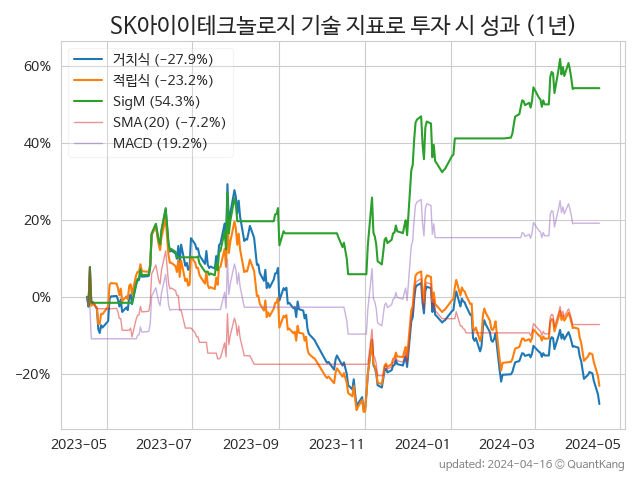 SK아이이테크놀로지 기술 지표로 투자 시 성과 (1년)
거치식 (−27.9%)
적립식 (−23.2%)
SigM (54.3%)
SMA(20) (−7.2%)
MACD (19.2%)
60%
40%
20%
0%
−20%
2023-05 2023-07 2023-09 2023-11 2024-01 2024-03 2024-05
updated: 2024-04-16 © QuantKang